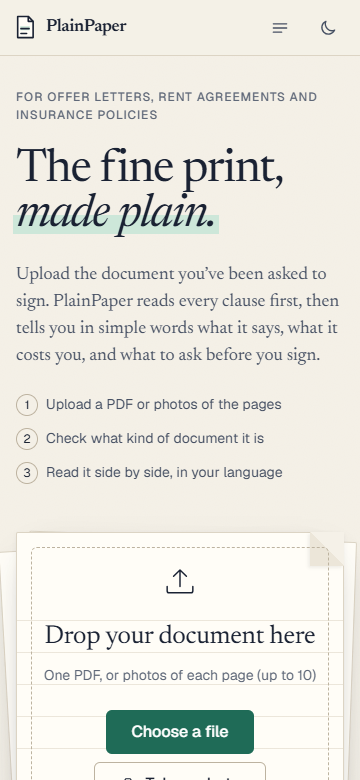 PlainPaper
FOR OFFER LETTERS, RENT AGREEMENTS AND
INSURANCE POLICIES
The fine print,
made plain.
Upload the document you’ve been asked to
sign. PlainPaper reads every clause first, then
tells you in simple words what it says, what it
costs you, and what to ask before you sign.
1 Upload a PDF or photos of the pages
2 Check what kind of document it is
3 Read it side by side, in your language
Drop your document here
One PDF, or photos of each page (up to 10)
Choose a file